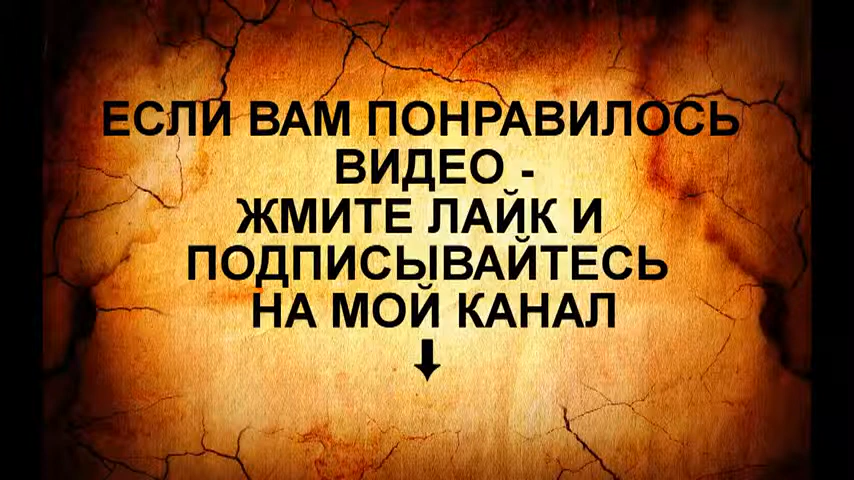 ЕСЛИ ВАМ ПОНРАВИЛОСЬ
ВИДЕО -
ЖМИТЕ ЛАЙК И
ПОДПИСЫВАЙТЕСЬ
НА МОЙ КАНАЛ